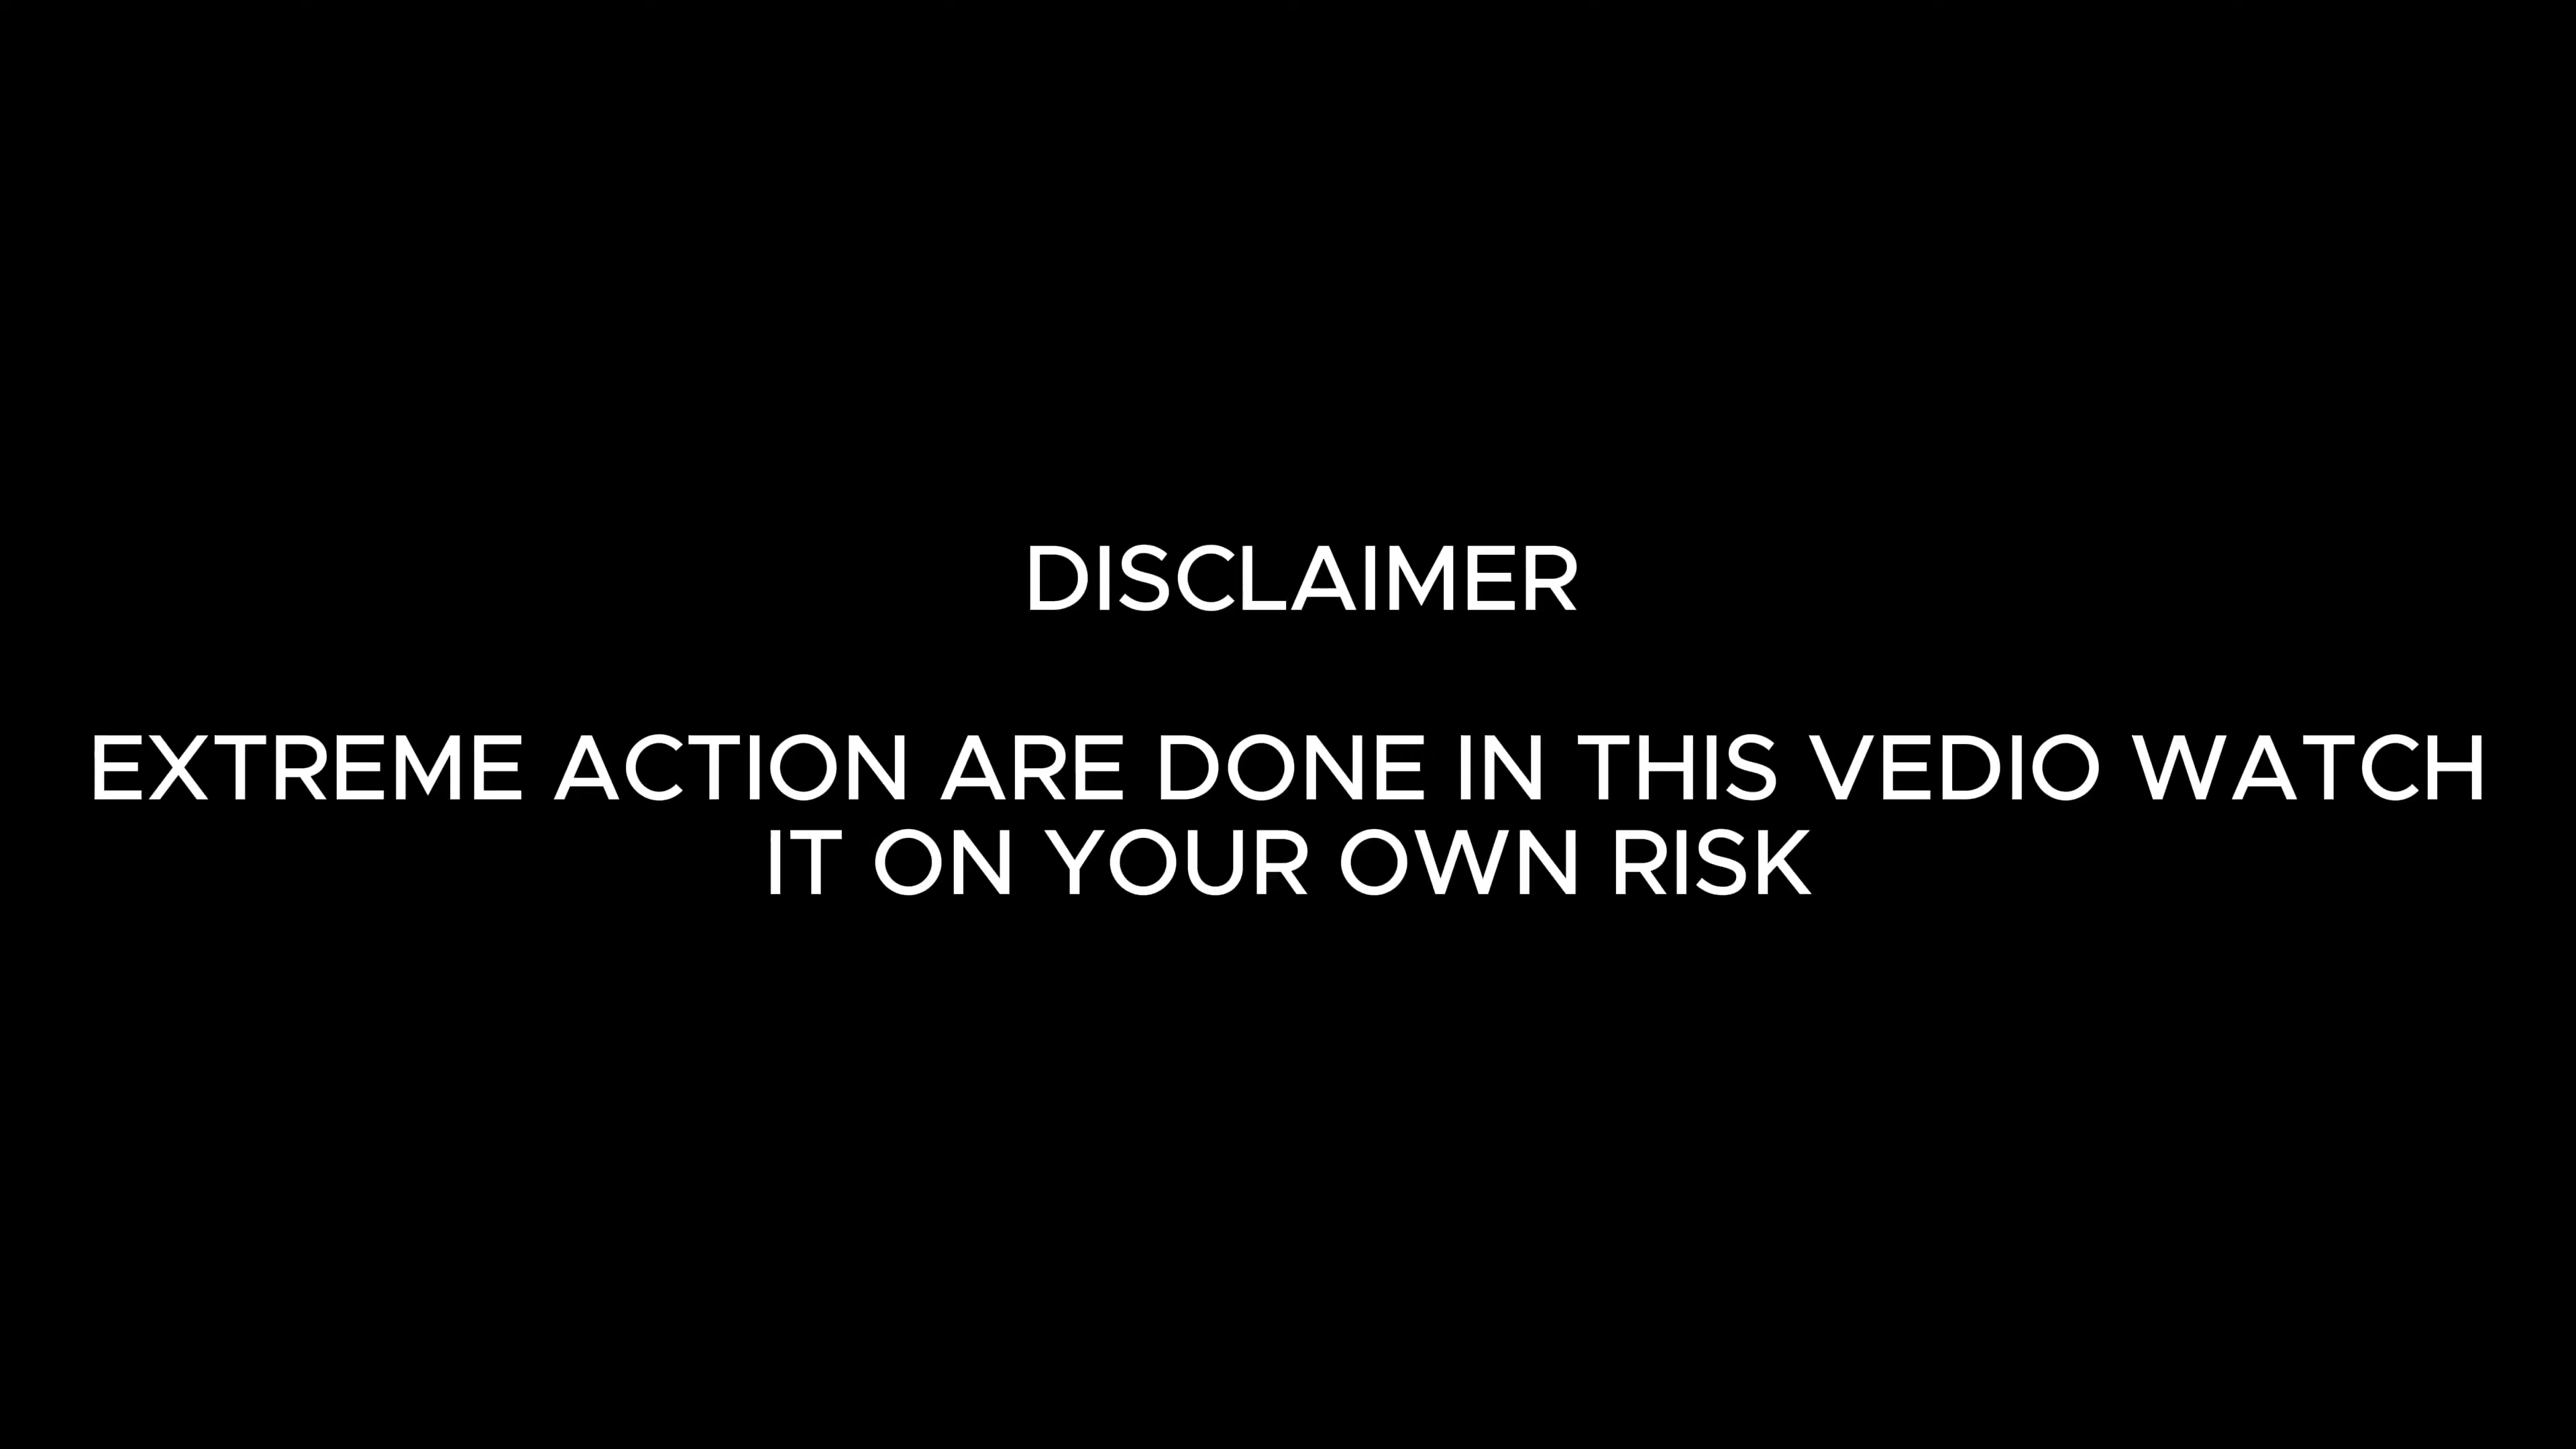 DISCLAIMER
EXTREME ACTION ARE DONE IN THIS VEDIO WATCH
IT ON YOUR OWN RISK